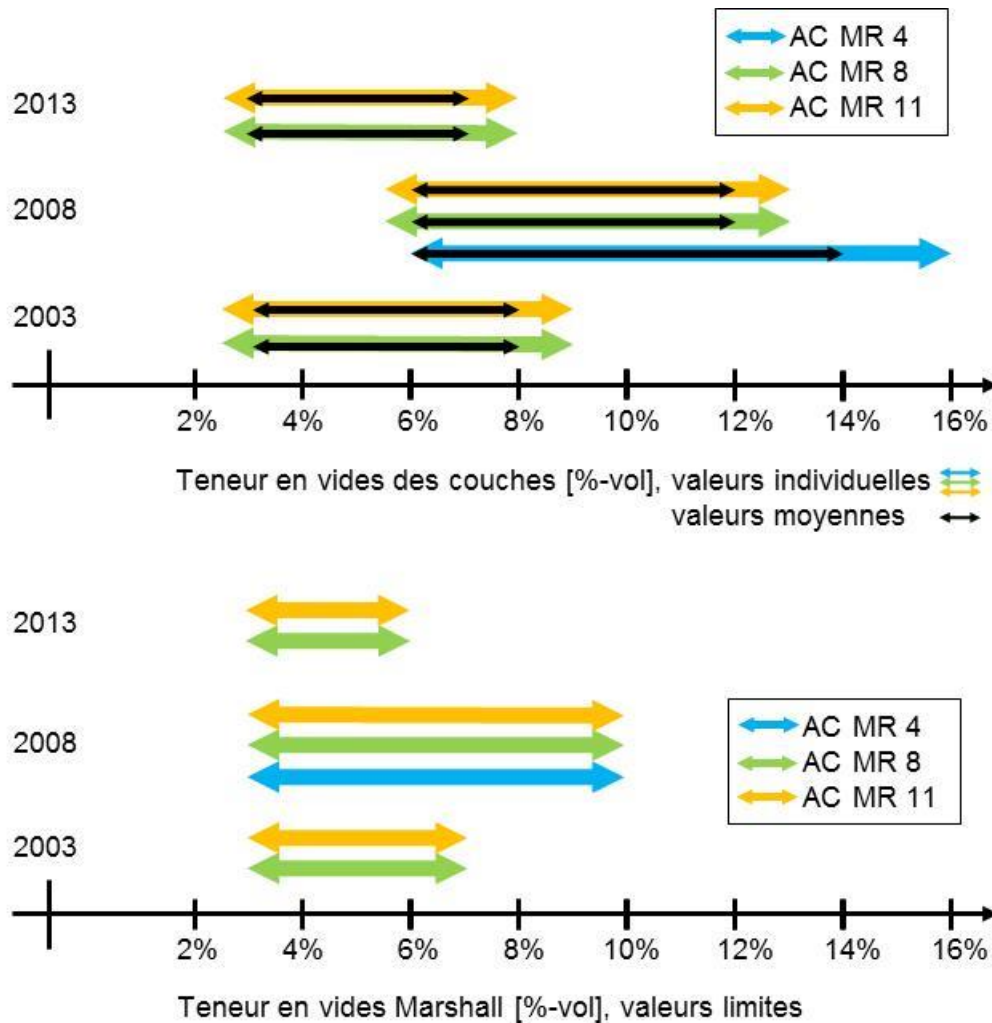 AC MR 4
AC MR 8
AC MR 11
2013
2008
2003
2% 4% 6% 8% 10% 12% 14% 16%
Teneur en vides des couches [%-vol], valeurs individuelles
valeurs moyennes
2013
2008
AC MR 4
AC MR 8
AC MR 11
2003
2% 4% 6% 8% 10% 12% 14% 16%
Teneur en vides Marshall [%-vol], valeurs limites